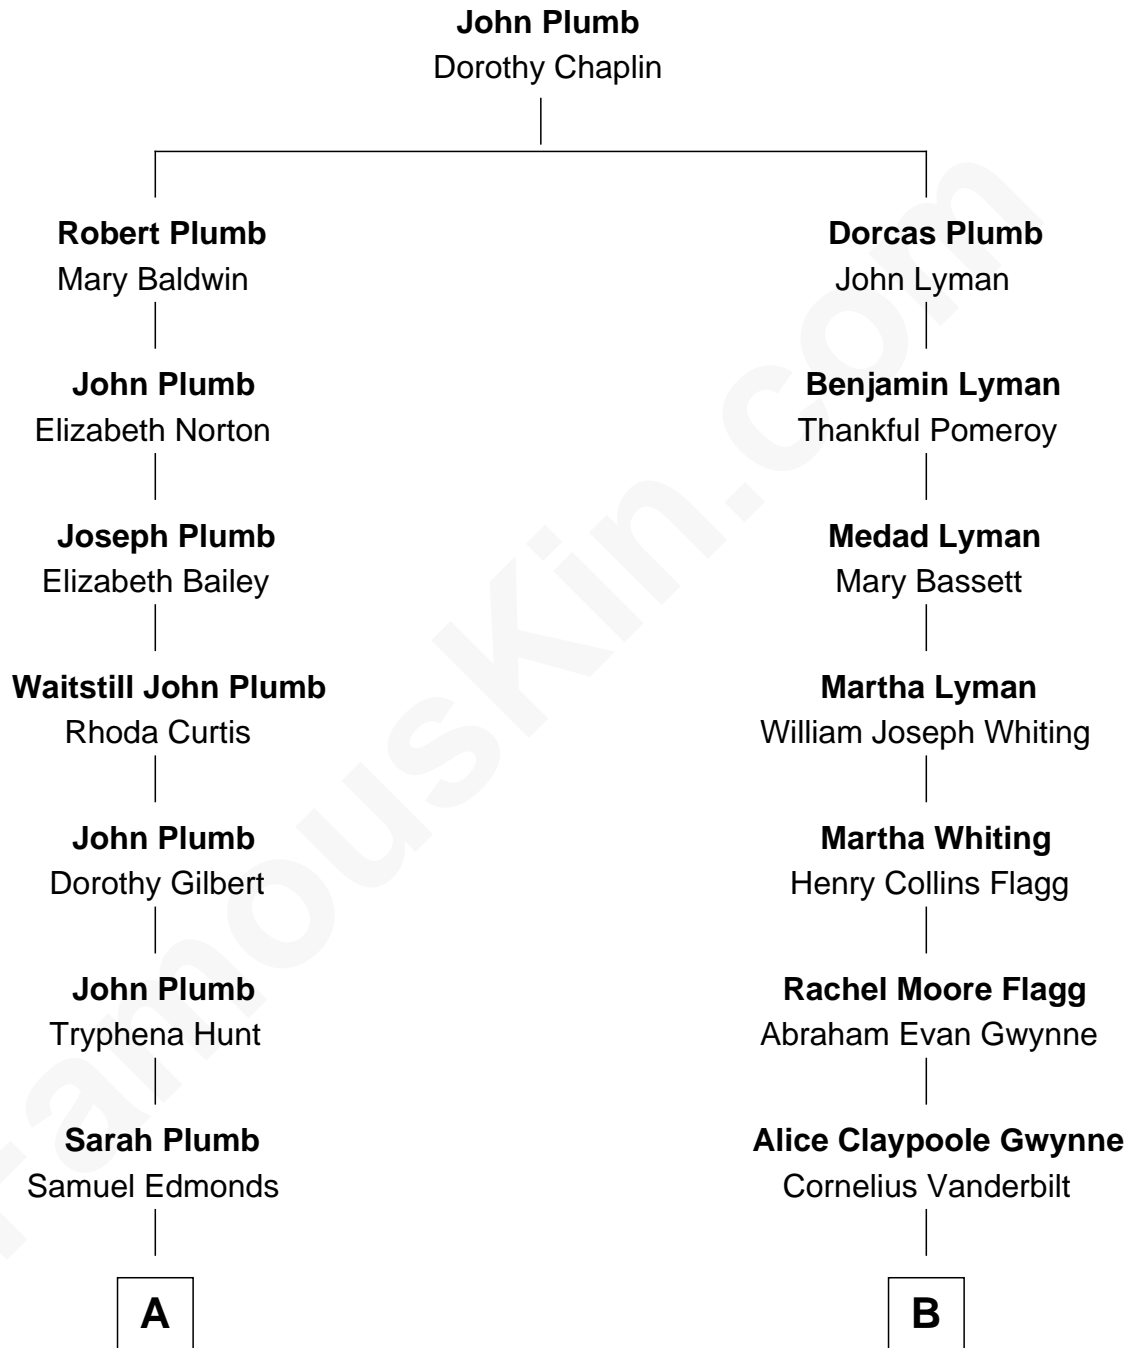 John Plumb
Dorothy Chaplin
Robert Plumb
Mary Baldwin
Dorcas Plumb
John Lyman
John Plumb
Elizabeth Norton
Benjamin Lyman
Thankful Pomeroy
Joseph Plumb
Elizabeth Bailey
Medad Lyman
Mary Bassett
Waitstill John Plumb
Rhoda Curtis
Martha Lyman
William Joseph Whiting
John Plumb
Dorothy Gilbert
Martha Whiting
Henry Collins Flagg
John Plumb
Tryphena Hunt
Rachel Moore Flagg
Abraham Evan Gwynne
Sarah Plumb
Samuel Edmonds
Alice Claypoole Gwynne
Cornelius Vanderbilt
A
B
FamousKin.com